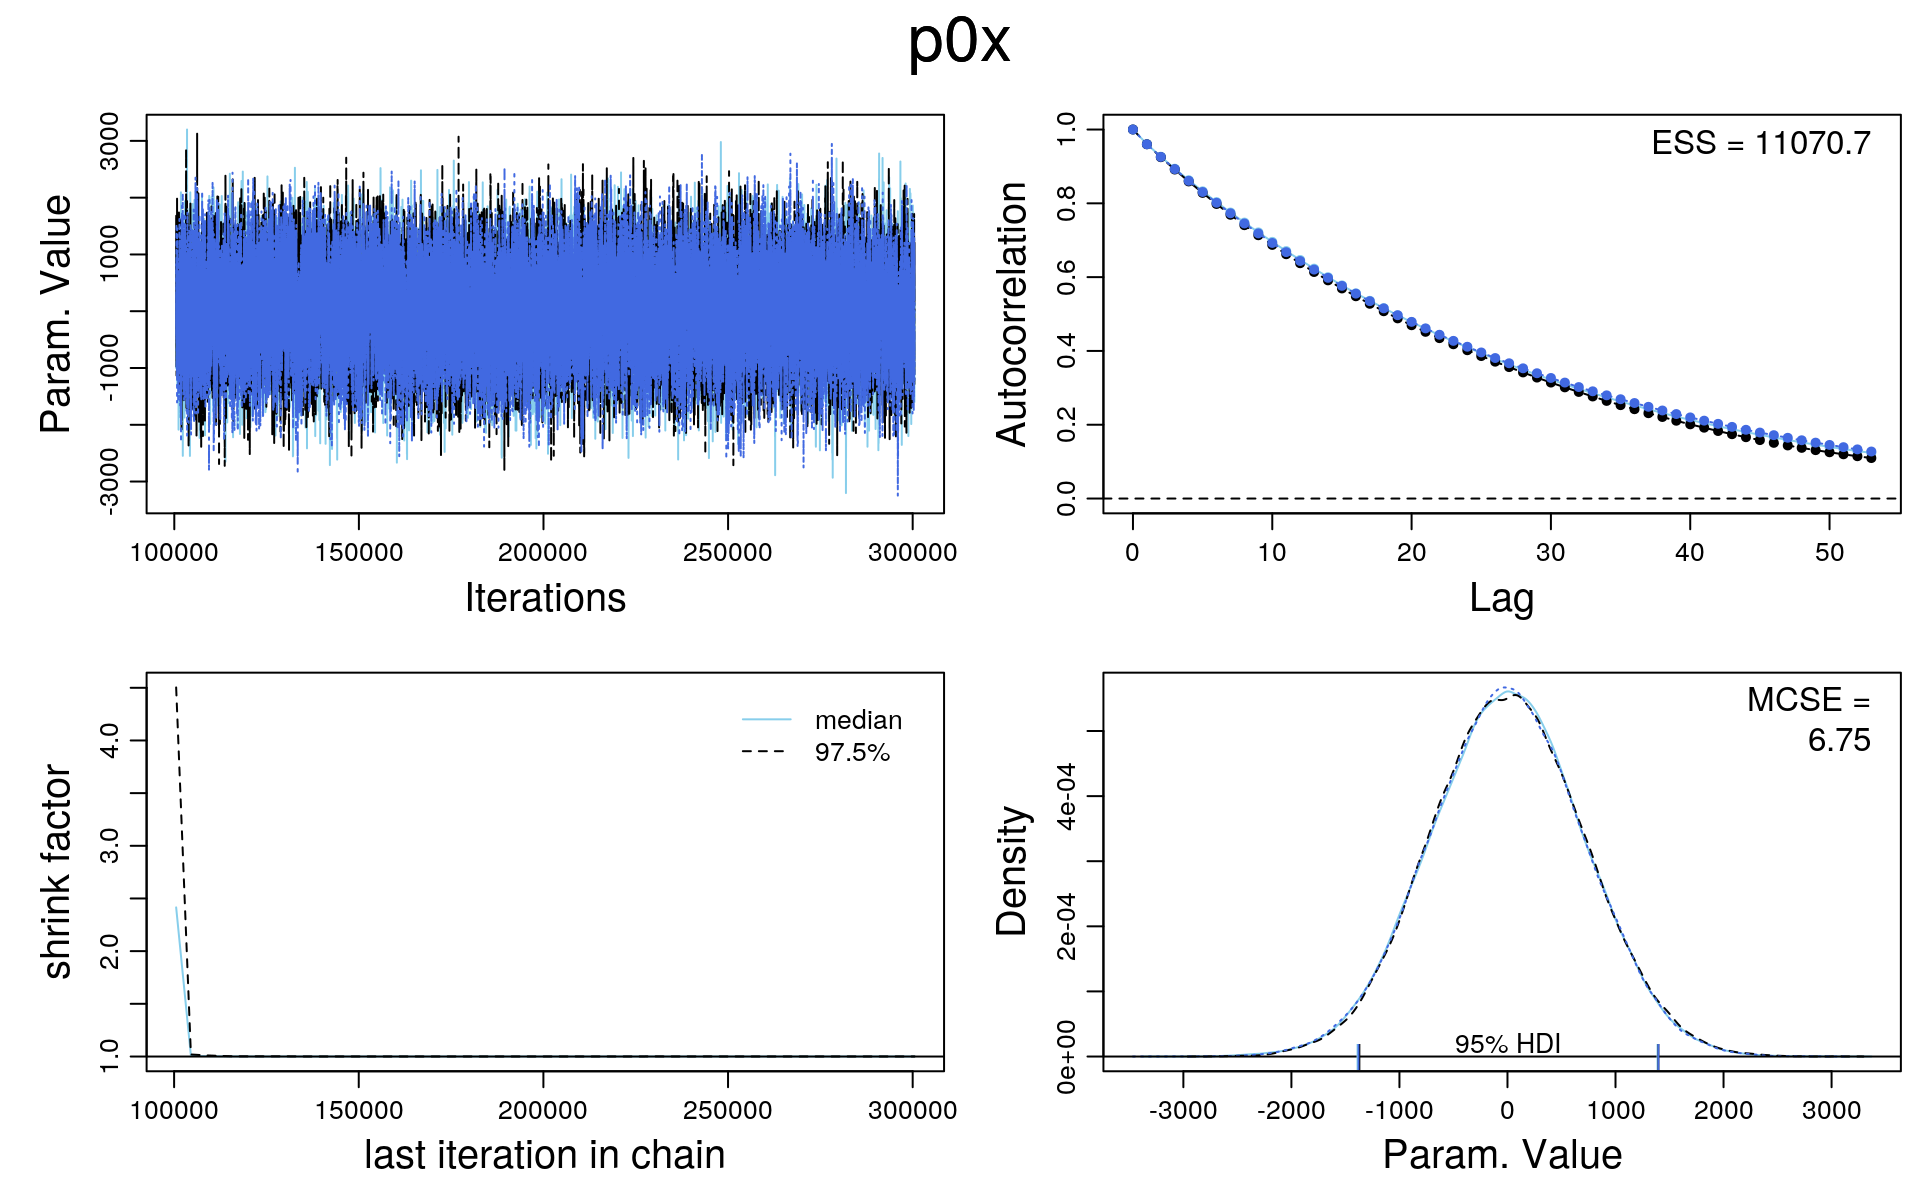 p0x
Param. Value
3000
1000
-1000
-3000
100000 150000 200000 250000 300000
Iterations
Autocorrelation
1.0
0.8
0.6
0.4
0.2
0.0
ESS = 11070.7
0 10 20 30 40 50
Lag
shrink factor
4.0
3.0
2.0
1.0
median
97.5%
100000 150000 200000 250000 300000
last iteration in chain
Density
4e-04
2e-04
0e+00
MCSE =
6.75
95% HDI
-3000 -2000 -1000 0 1000 2000 3000
Param. Value